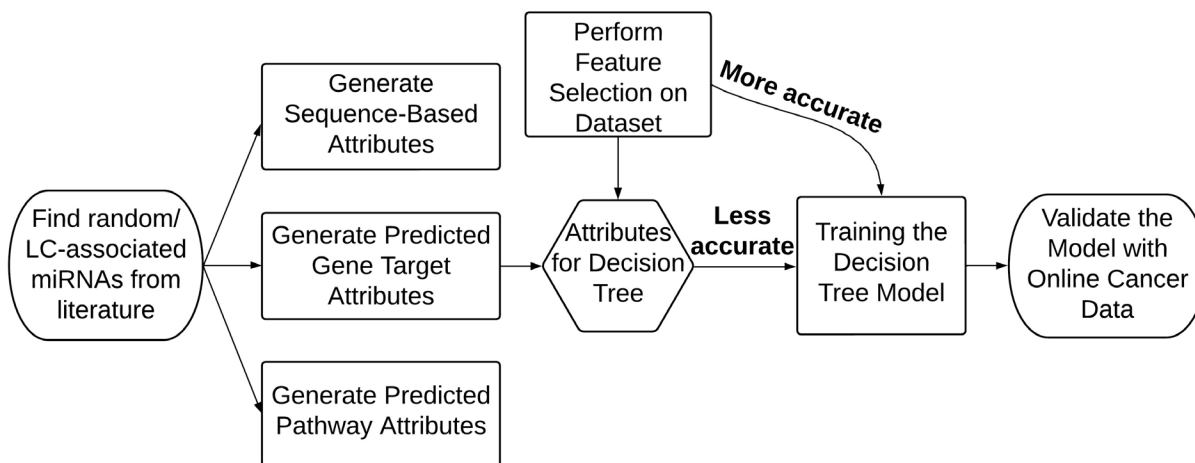 Find random/
LC-associated
miRNAs from
literature
Generate
Sequence-Based
Attributes
Generate Predicted
Gene Target
Attributes
Generate Predicted
Pathway Attributes
Perform
Feature
Selection on
Dataset
Attributes
for Decision
Tree
More accurate
Less
accurate
Training the
Decision
Tree Model
Validate the
Model with
Online Cancer
Data